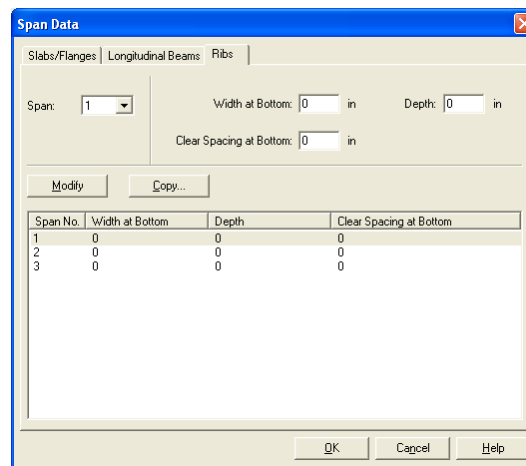 Span Data
Slabs/Flanges Longitudinal Beams Ribs
Span: 1 Width at Bottom: 0 in Depth: 0 in
Clear Spacing at Bottom: 0 in
Modify Copy...
Span No. Width at Bottom Depth Clear Spacing at Bottom
1 0 0 0
2 0 0 0
3 0 0 0
OK Cancel Help